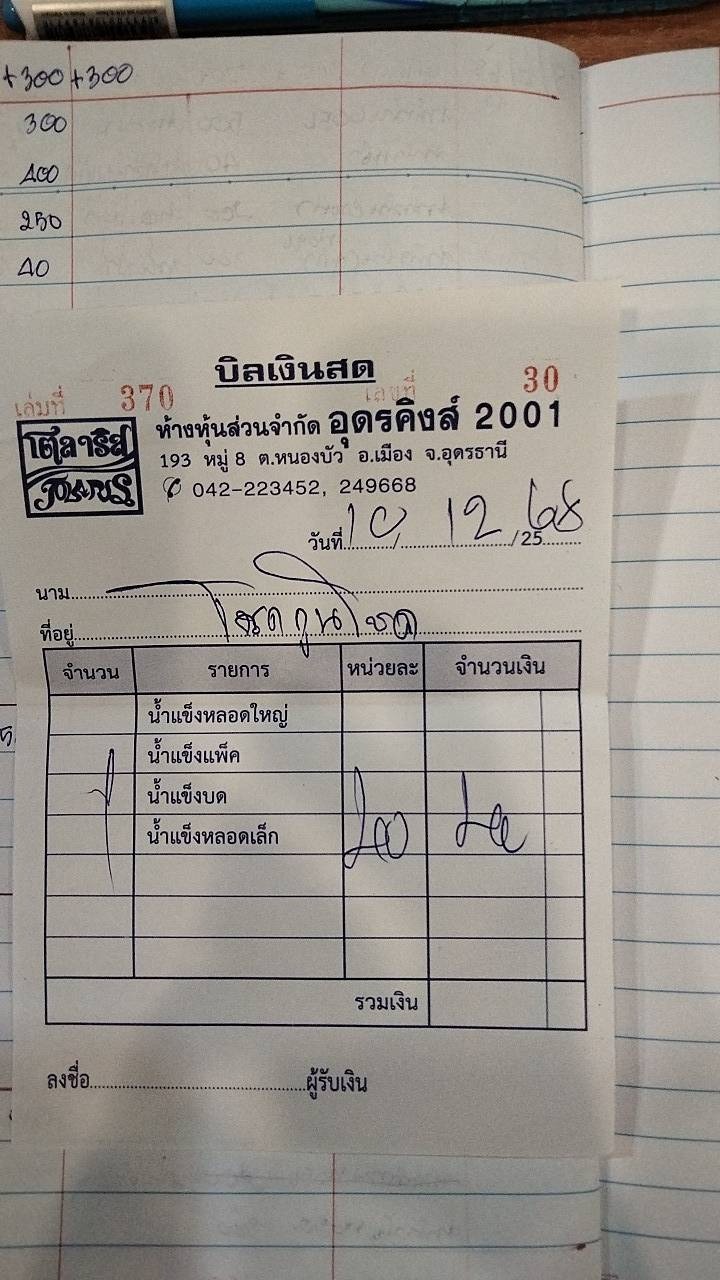 +300 +300
300
400
250
40
บิลเงินสด
เล่มที่ 370 เลขที่ 30
โพลาริส
POLARIS
ห้างหุ้นส่วนจำกัด อุดรคิงส์ 2001
193 หมู่ 8 ต.หนองบัว อ.เมือง จ.อุดรธานี
042-223452, 249668
วันที่ 10 / 12 / 25 68
นาม
ที่อยู่
จำนวน รายการ หน่วยละ จำนวนเงิน
น้ำแข็งหลอดใหญ่
น้ำแข็งแพ็ค
น้ำแข็งบด
น้ำแข็งหลอดเล็ก
รวมเงิน
ลงชื่อ ผู้รับเงิน